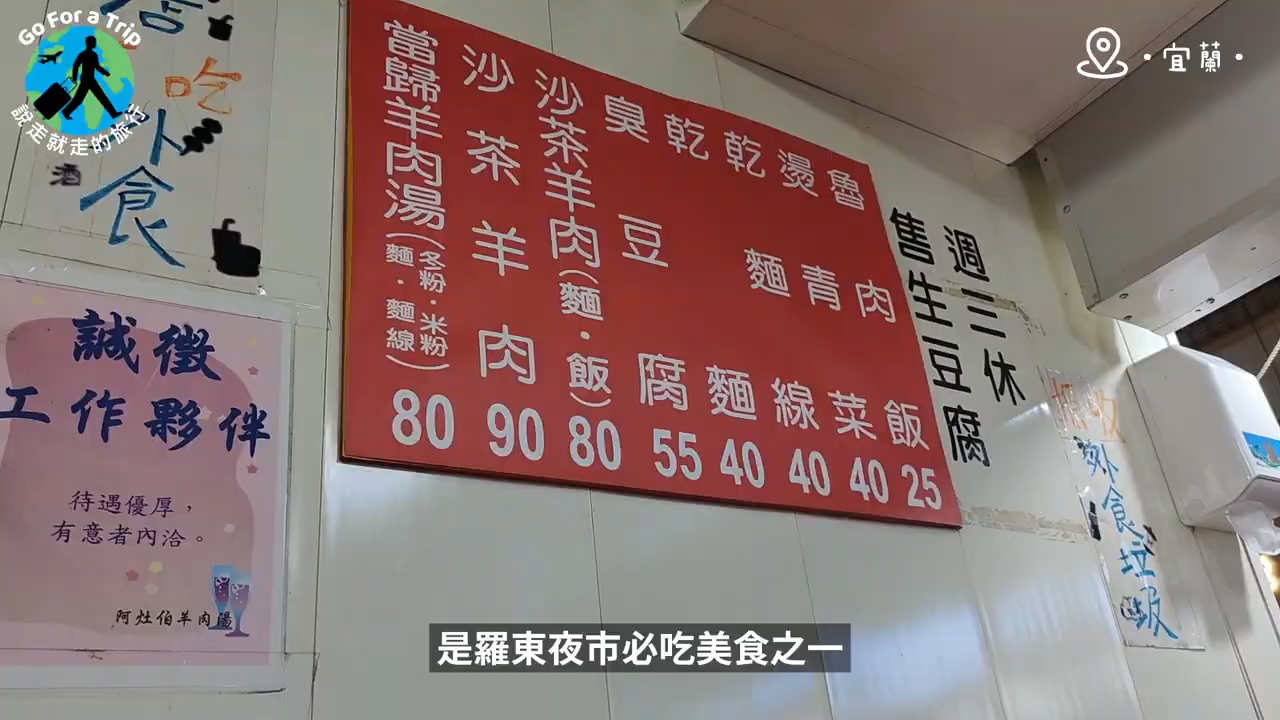 Go For a Trip
說走就走的旅行
宜蘭
吃
外食
酒
當歸羊肉湯(冬粉・米粉 麵・麵線) 80
沙茶羊肉 90
沙茶羊肉(麵・飯) 80
臭豆腐 55
乾麵 40
乾麵線 40
燙青菜 40
魯肉飯 25
週三休
售生豆腐
誠徵
工作夥伴
待遇優厚，
有意者內洽。
阿灶伯羊肉湯
外食垃圾
是羅東夜市必吃美食之一